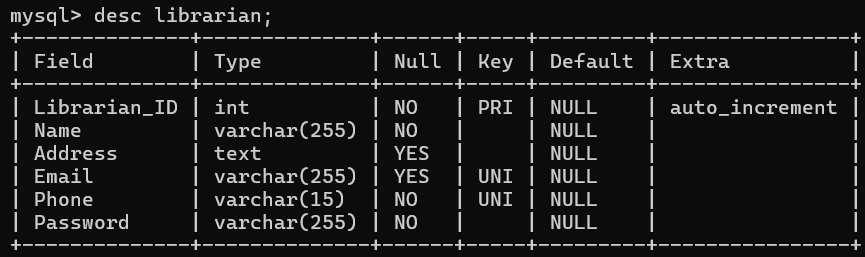 mysql> desc librarian;
+--------------+--------------+------+-----+---------+----------------+
| Field        | Type         | Null | Key | Default | Extra          |
+--------------+--------------+------+-----+---------+----------------+
| Librarian_ID | int          | NO   | PRI | NULL    | auto_increment |
| Name         | varchar(255) | NO   |     | NULL    |                |
| Address      | text         | YES  |     | NULL    |                |
| Email        | varchar(255) | YES  | UNI | NULL    |                |
| Phone        | varchar(15)  | NO   | UNI | NULL    |                |
| Password     | varchar(255) | NO   |     | NULL    |                |
+--------------+--------------+------+-----+---------+----------------+